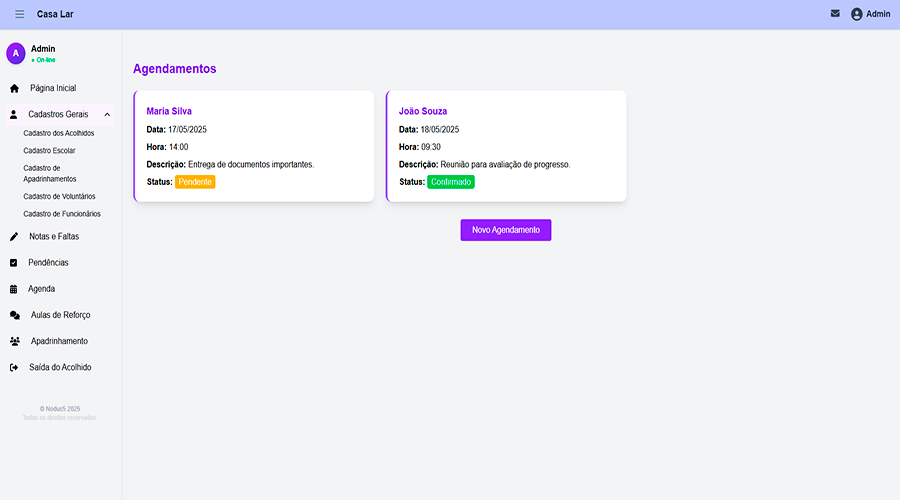 Casa Lar
Admin
A
Admin
On-line
Página Inicial
Cadastros Gerais
Cadastro dos Acolhidos
Cadastro Escolar
Cadastro de
Apadrinhamentos
Cadastro de Voluntários
Cadastro de Funcionários
Notas e Faltas
Pendências
Agenda
Aulas de Reforço
Apadrinhamento
Saída do Acolhido
© Nodus5 2025
Todos os direitos reservados.
Agendamentos
Maria Silva
Data: 17/05/2025
Hora: 14:00
Descrição: Entrega de documentos importantes.
Status: Pendente
João Souza
Data: 18/05/2025
Hora: 09:30
Descrição: Reunião para avaliação de progresso.
Status: Confirmado
Novo Agendamento